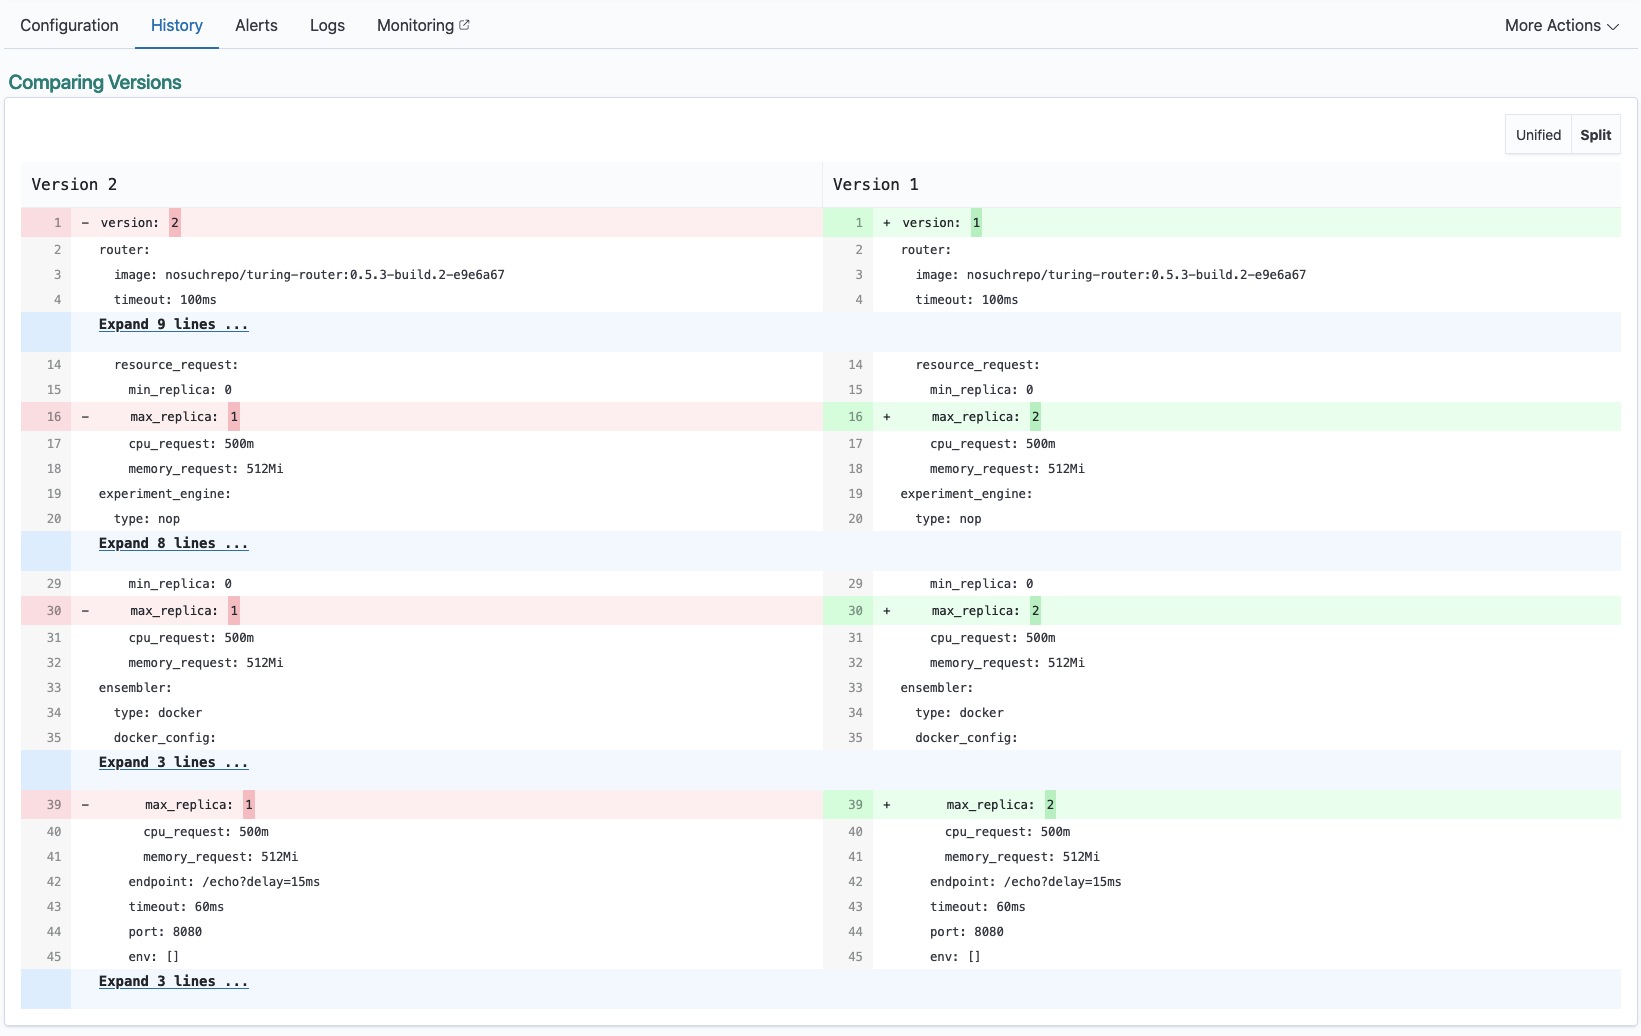 Configuration History Alerts Logs Monitoring More Actions
Comparing Versions
Unified Split
Version 2 Version 1
1 - version: 2 1 + version: 1
2 router: 2 router:
3 image: nosuchrepo/turing-router:0.5.3-build.2-e9e6a67 3 image: nosuchrepo/turing-router:0.5.3-build.2-e9e6a67
4 timeout: 100ms 4 timeout: 100ms
Expand 9 lines ...
14 resource_request: 14 resource_request:
15 min_replica: 0 15 min_replica: 0
16 - max_replica: 1 16 + max_replica: 2
17 cpu_request: 500m 17 cpu_request: 500m
18 memory_request: 512Mi 18 memory_request: 512Mi
19 experiment_engine: 19 experiment_engine:
20 type: nop 20 type: nop
Expand 8 lines ...
29 min_replica: 0 29 min_replica: 0
30 - max_replica: 1 30 + max_replica: 2
31 cpu_request: 500m 31 cpu_request: 500m
32 memory_request: 512Mi 32 memory_request: 512Mi
33 ensembler: 33 ensembler:
34 type: docker 34 type: docker
35 docker_config: 35 docker_config:
Expand 3 lines ...
39 - max_replica: 1 39 + max_replica: 2
40 cpu_request: 500m 40 cpu_request: 500m
41 memory_request: 512Mi 41 memory_request: 512Mi
42 endpoint: /echo?delay=15ms 42 endpoint: /echo?delay=15ms
43 timeout: 60ms 43 timeout: 60ms
44 port: 8080 44 port: 8080
45 env: [] 45 env: []
Expand 3 lines ...